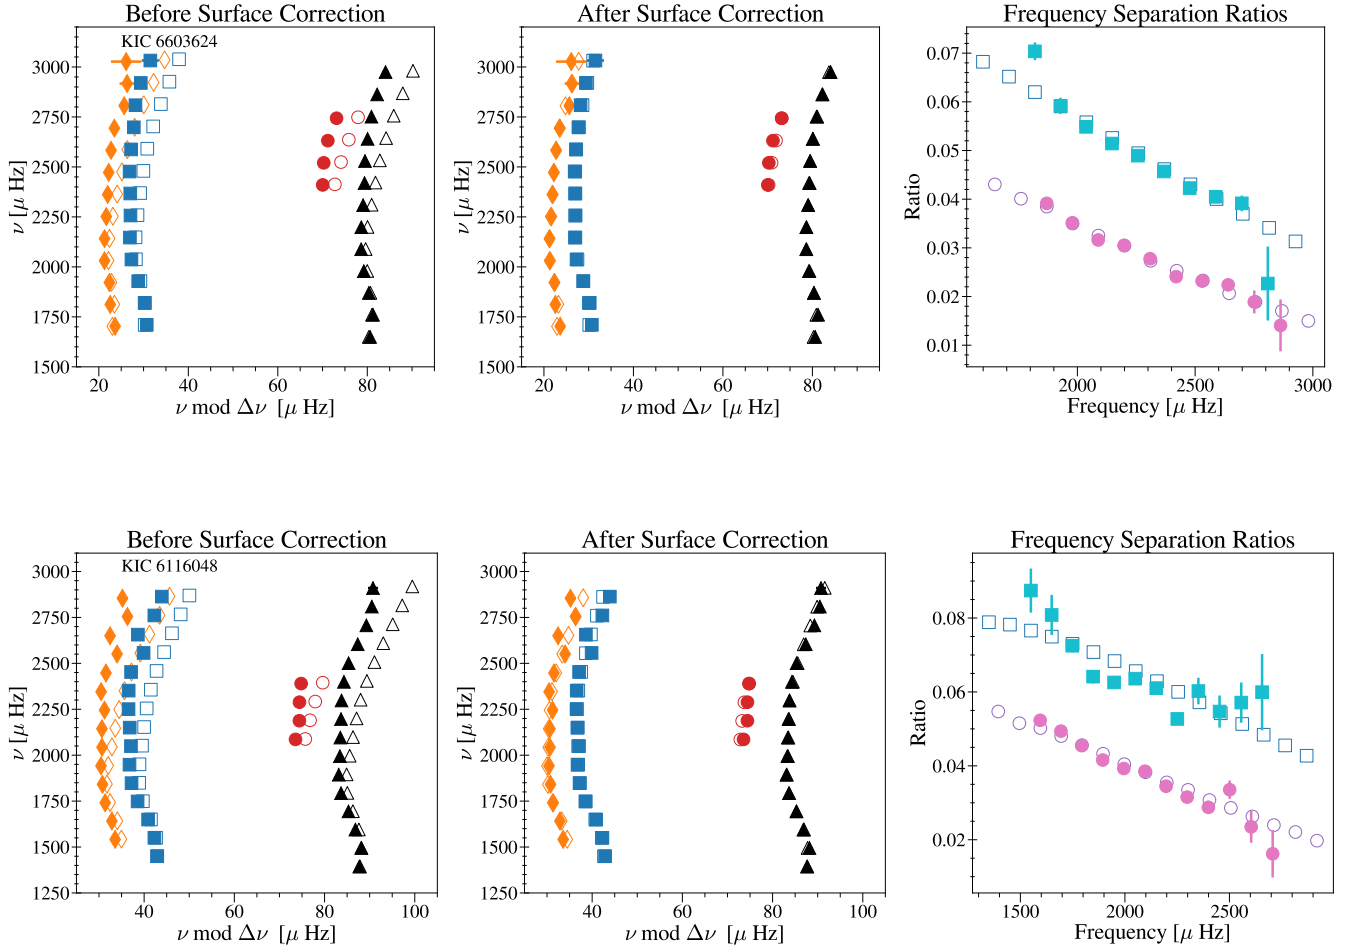 Before Surface Correction
After Surface Correction
Frequency Separation Ratios
KIC 6603624
3000
2750
2500
2250
2000
1750
1500
ν [μ Hz]
20 40 60 80
ν mod Δν [μ Hz]
3000
2750
2500
2250
2000
1750
1500
ν [μ Hz]
20 40 60 80
ν mod Δν [μ Hz]
0.07
0.06
0.05
0.04
0.03
0.02
0.01
Ratio
2000 2500 3000
Frequency [μ Hz]
Before Surface Correction
After Surface Correction
Frequency Separation Ratios
KIC 6116048
3000
2750
2500
2250
2000
1750
1500
1250
ν [μ Hz]
40 60 80 100
ν mod Δν [μ Hz]
3000
2750
2500
2250
2000
1750
1500
1250
ν [μ Hz]
40 60 80 100
ν mod Δν [μ Hz]
0.08
0.06
0.04
0.02
Ratio
1500 2000 2500
Frequency [μ Hz]